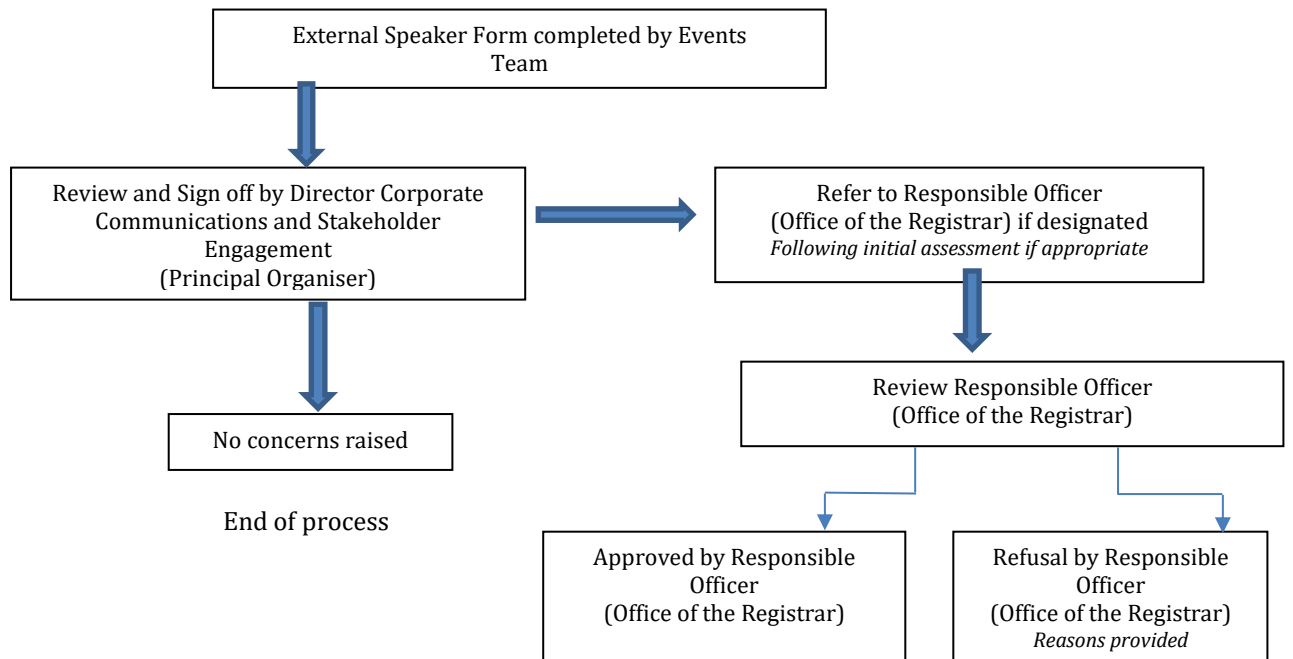 External Speaker Form completed by Events
Team
Review and Sign off by Director Corporate
Communications and Stakeholder
Engagement
(Principal Organiser)
Refer to Responsible Officer
(Office of the Registrar) if designated
Following initial assessment if appropriate
Review Responsible Officer
(Office of the Registrar)
No concerns raised
End of process
Approved by Responsible
Officer
(Office of the Registrar)
Refusal by Responsible
Officer
(Office of the Registrar)
Reasons provided